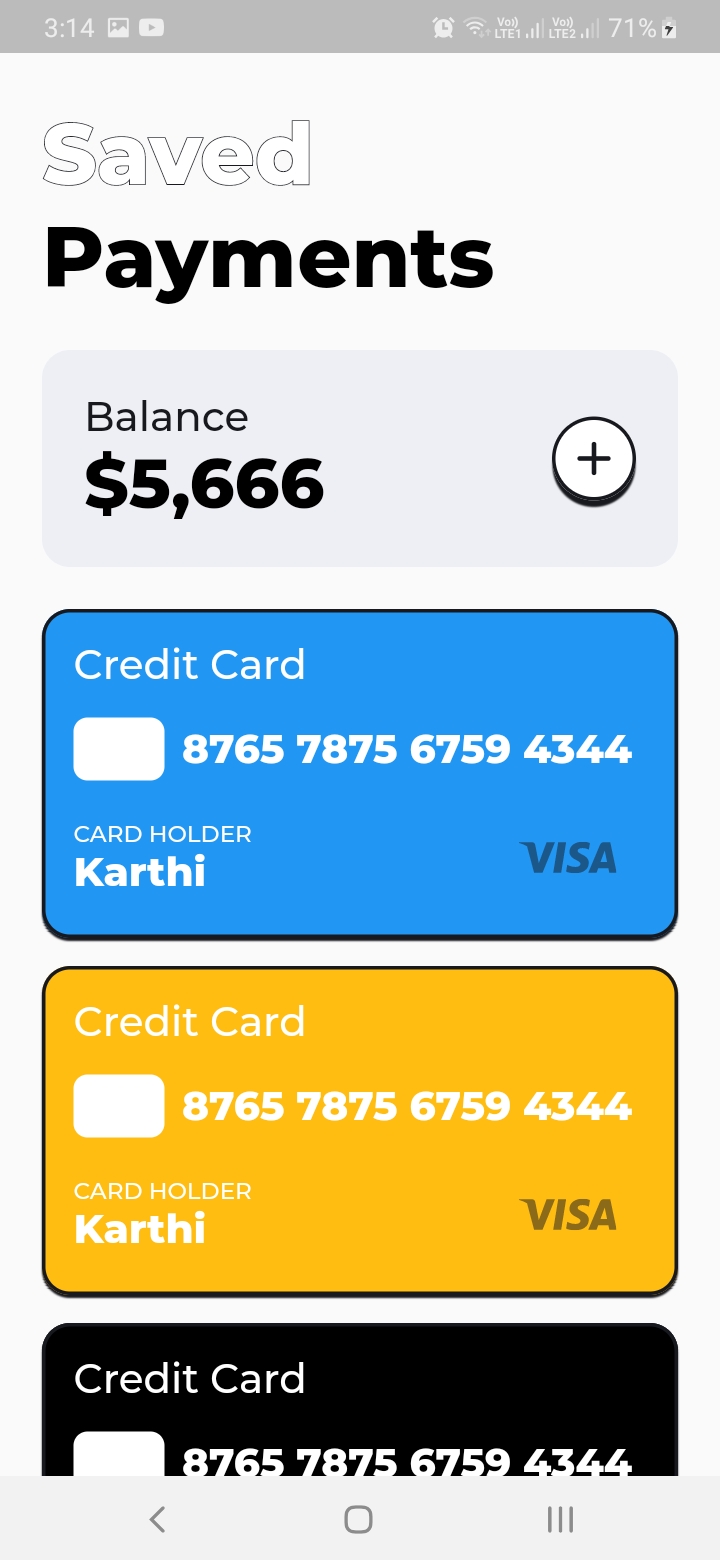 3:14 Vo)) LTE1 Vo)) LTE2 71%
Saved
Payments
Balance
$5,666
Credit Card
8765 7875 6759 4344
CARD HOLDER
Karthi
VISA
Credit Card
8765 7875 6759 4344
CARD HOLDER
Karthi
VISA
Credit Card
8765 7875 6759 4344